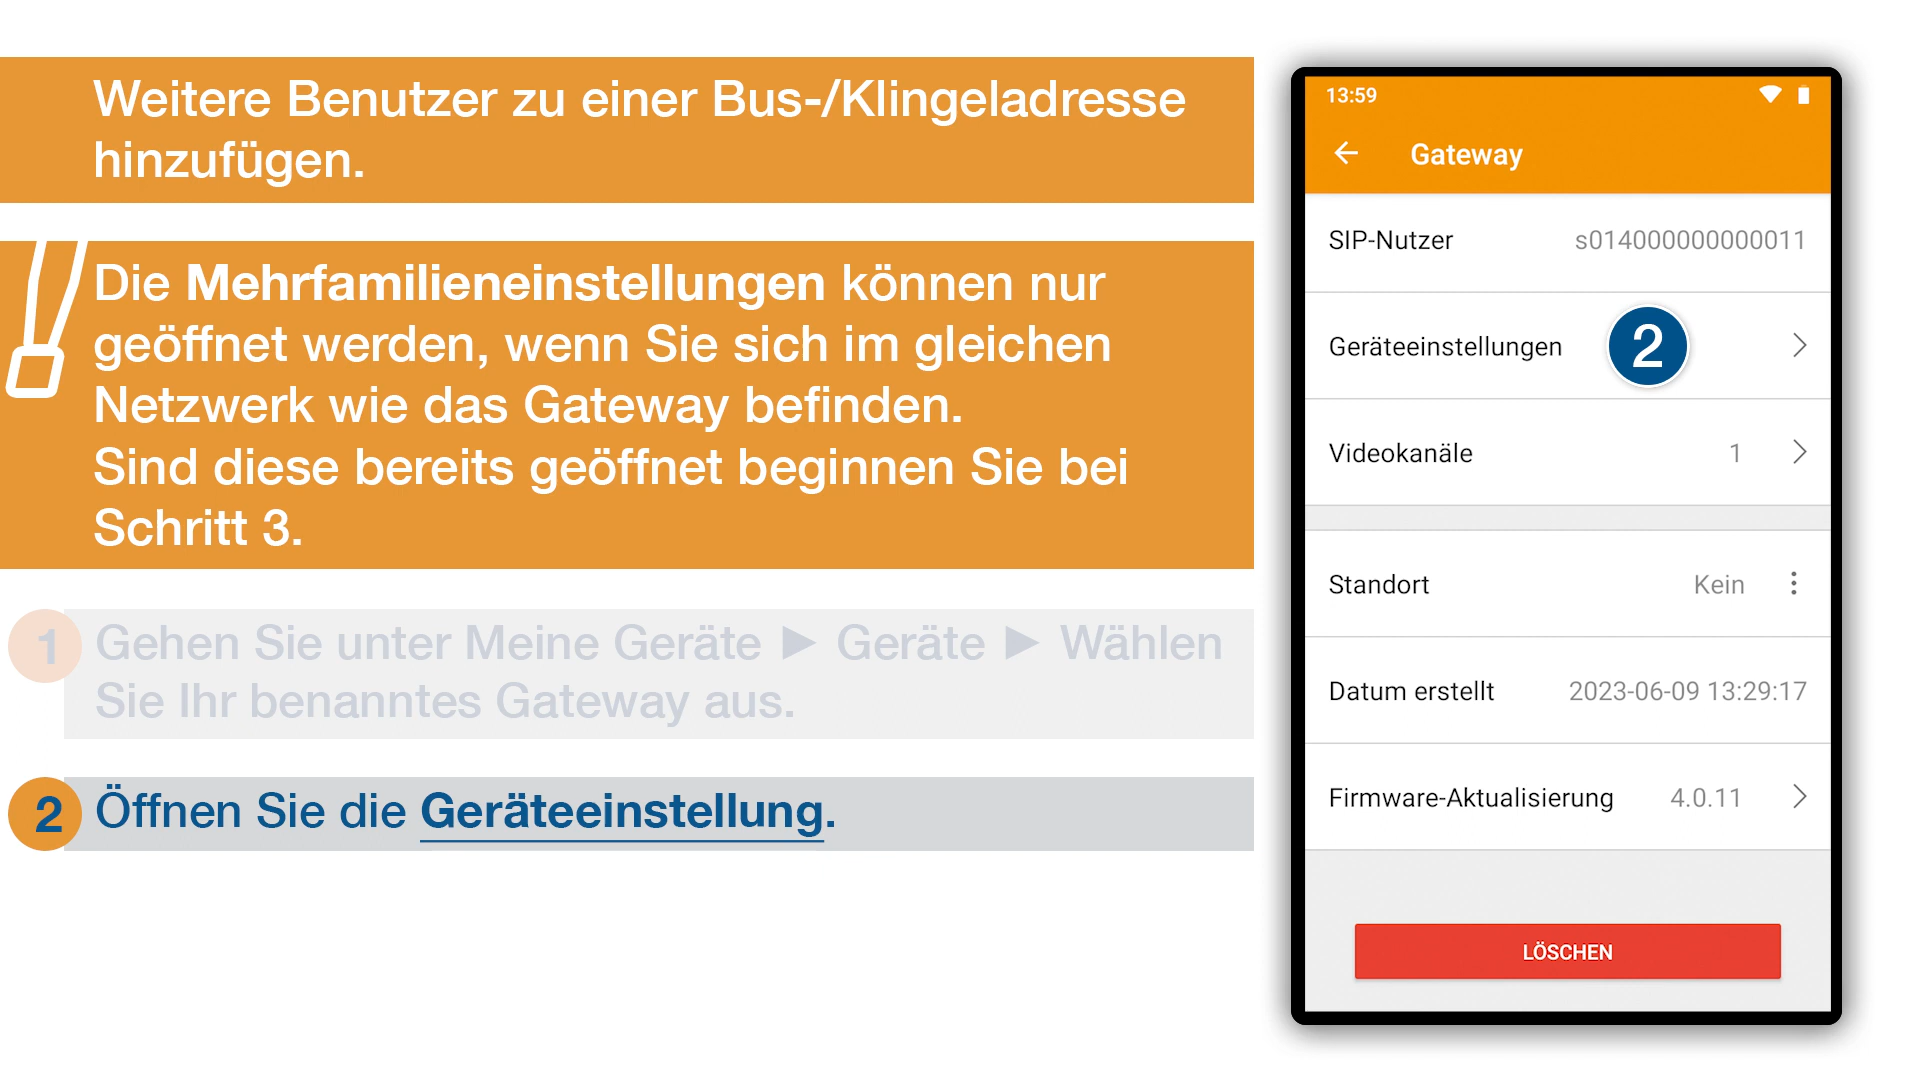 Weitere Benutzer zu einer Bus-/Klingeladresse
hinzufügen.
!
Die Mehrfamilieneinstellungen können nur
geöffnet werden, wenn Sie sich im gleichen
Netzwerk wie das Gateway befinden.
Sind diese bereits geöffnet beginnen Sie bei
Schritt 3.
1 Gehen Sie unter Meine Geräte ► Geräte ► Wählen
Sie Ihr benanntes Gateway aus.
2 Öffnen Sie die Geräteeinstellung.
13:59
Gateway
SIP-Nutzer s014000000000011
Geräteeinstellungen 2
Videokanäle 1
Standort Kein
Datum erstellt 2023-06-09 13:29:17
Firmware-Aktualisierung 4.0.11
LÖSCHEN